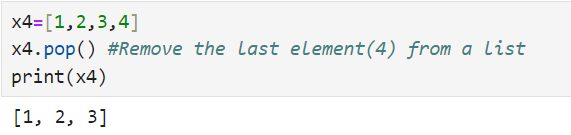 x4=[1,2,3,4]
x4.pop() #Remove the last element(4) from a list
print(x4)
[1, 2, 3]